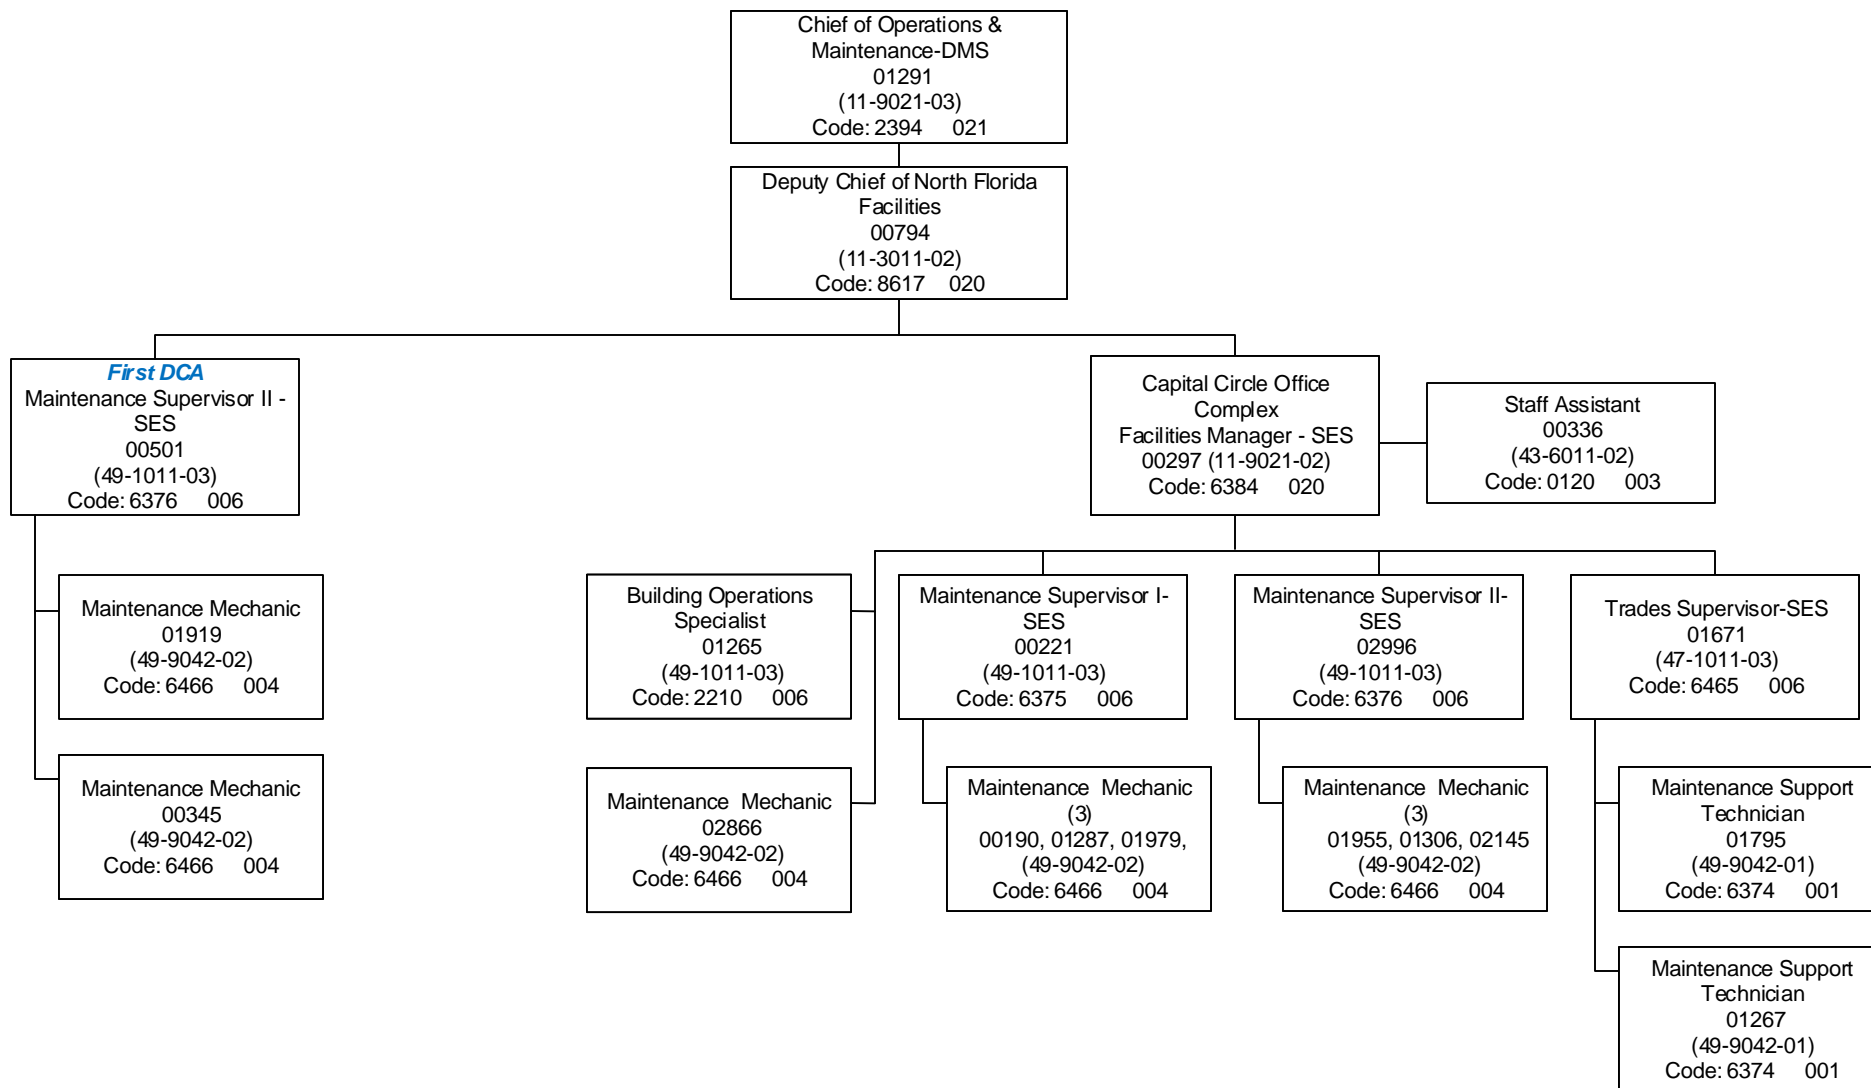 Chief of Operations &
Maintenance-DMS
01291
(11-9021-03)
Code: 2394 021
Deputy Chief of North Florida
Facilities
00794
(11-3011-02)
Code: 8617 020
First DCA
Maintenance Supervisor II -
SES
00501
(49-1011-03)
Code: 6376 006
Capital Circle Office
Complex
Facilities Manager - SES
00297 (11-9021-02)
Code: 6384 020
Staff Assistant
00336
(43-6011-02)
Code: 0120 003
Maintenance Mechanic
01919
(49-9042-02)
Code: 6466 004
Building Operations
Specialist
01265
(49-1011-03)
Code: 2210 006
Maintenance Supervisor I-
SES
00221
(49-1011-03)
Code: 6375 006
Maintenance Supervisor II-
SES
02996
(49-1011-03)
Code: 6376 006
Trades Supervisor-SES
01671
(47-1011-03)
Code: 6465 006
Maintenance Mechanic
00345
(49-9042-02)
Code: 6466 004
Maintenance Mechanic
02866
(49-9042-02)
Code: 6466 004
Maintenance Mechanic
(3)
00190, 01287, 01979,
(49-9042-02)
Code: 6466 004
Maintenance Mechanic
(3)
01955, 01306, 02145
(49-9042-02)
Code: 6466 004
Maintenance Support
Technician
01795
(49-9042-01)
Code: 6374 001
Maintenance Support
Technician
01267
(49-9042-01)
Code: 6374 001